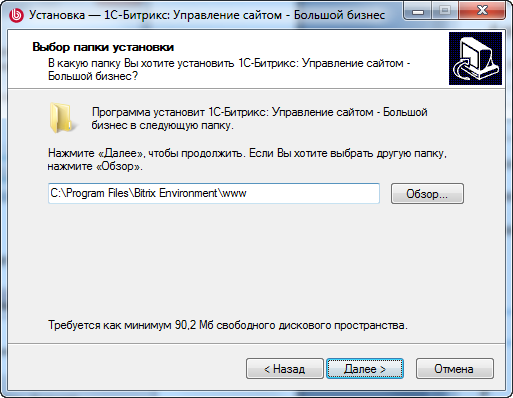 Установка — 1С-Битрикс: Управление сайтом - Большой бизнес
Выбор папки установки
В какую папку Вы хотите установить 1С-Битрикс: Управление сайтом -
Большой бизнес?
Программа установит 1С-Битрикс: Управление сайтом - Большой
бизнес в следующую папку.
Нажмите «Далее», чтобы продолжить. Если Вы хотите выбрать другую папку,
нажмите «Обзор».
C:\Program Files\Bitrix Environment\www
Обзор...
Требуется как минимум 90,2 Мб свободного дискового пространства.
< Назад
Далее >
Отмена